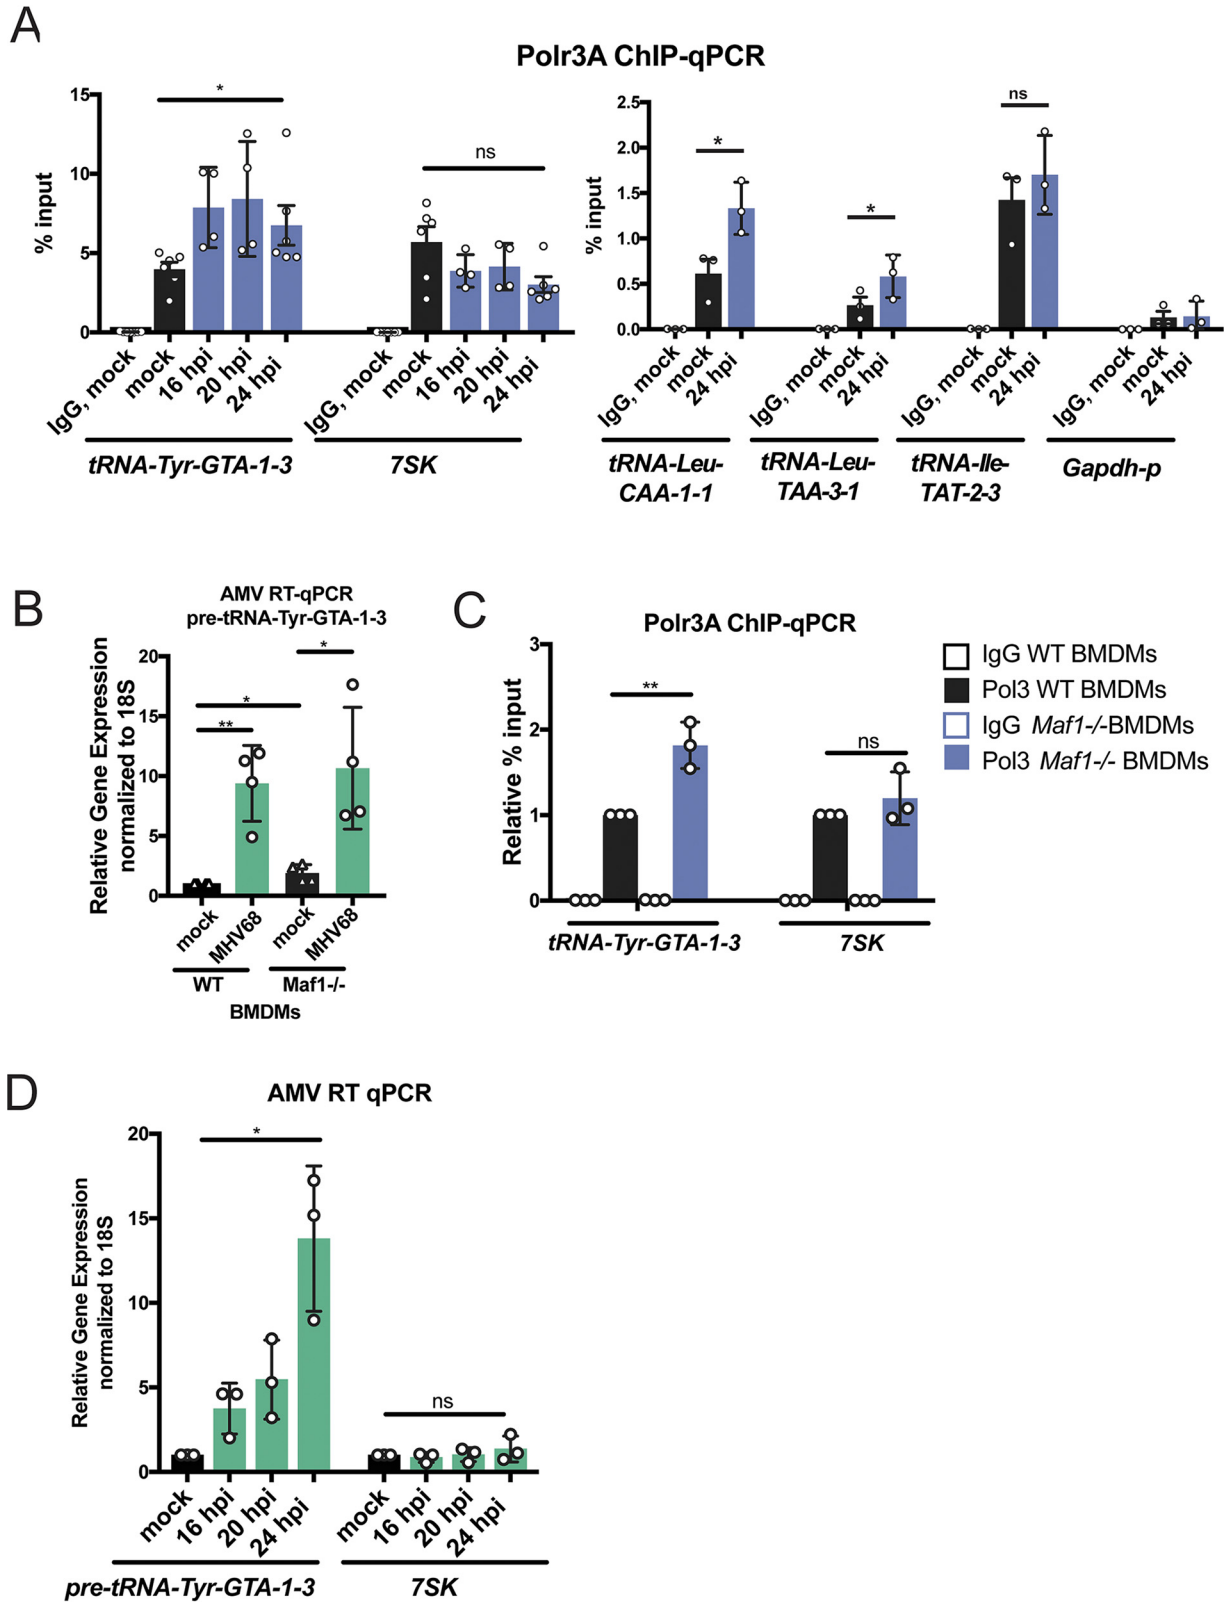 A
Polr3A ChIP-qPCR
% input
15
10
5
0
*
ns
IgG, mock
mock
16 hpi
20 hpi
24 hpi
IgG, mock
mock
16 hpi
20 hpi
24 hpi
tRNA-Tyr-GTA-1-3
7SK
% input
2.5
2.0
1.5
1.0
0.5
0.0
*
*
ns
IgG, mock
mock
24 hpi
IgG, mock
mock
24 hpi
IgG, mock
mock
24 hpi
IgG, mock
mock
24 hpi
tRNA-Leu-
CAA-1-1
tRNA-Leu-
TAA-3-1
tRNA-Ile-
TAT-2-3
Gapdh-p
B
AMV RT-qPCR
pre-tRNA-Tyr-GTA-1-3
Relative Gene Expression
normalized to 18S
20
15
10
5
0
*
*
**
mock
MHV68
mock
MHV68
WT
Maf1-/-
BMDMs
C
Polr3A ChIP-qPCR
Relative % input
3
2
1
0
**
ns
tRNA-Tyr-GTA-1-3
7SK
IgG WT BMDMs
Pol3 WT BMDMs
IgG Maf1-/-BMDMs
Pol3 Maf1-/- BMDMs
D
AMV RT qPCR
Relative Gene Expression
normalized to 18S
20
15
10
5
0
*
ns
mock
16 hpi
20 hpi
24 hpi
mock
16 hpi
20 hpi
24 hpi
pre-tRNA-Tyr-GTA-1-3
7SK